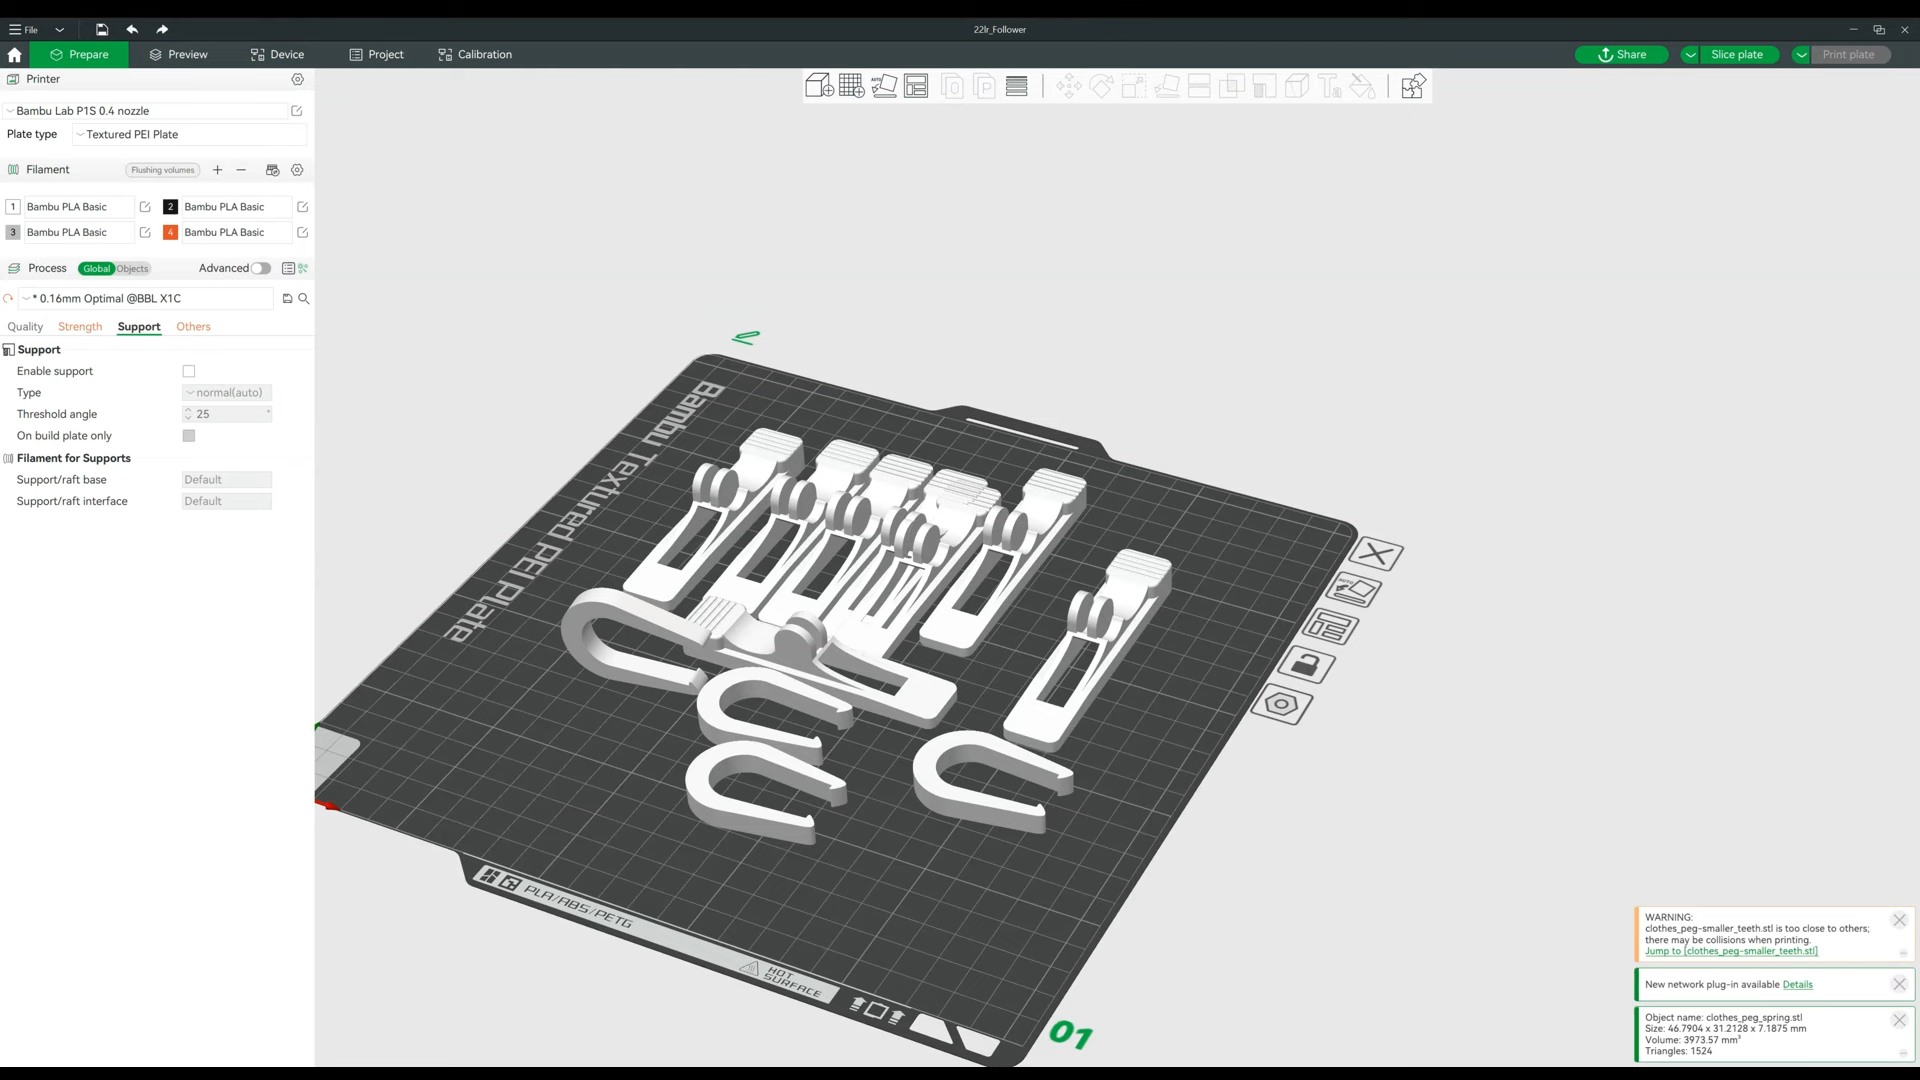 File
22lr_Follower
Prepare
Preview
Device
Project
Calibration
Share
Slice plate
Print plate
Printer
Bambu Lab P1S 0.4 nozzle
Plate type
Textured PEI Plate
Filament
Flushing volumes
1 Bambu PLA Basic
2 Bambu PLA Basic
3 Bambu PLA Basic
4 Bambu PLA Basic
Process
Global
Objects
Advanced
* 0.16mm Optimal @BBL X1C
Quality
Strength
Support
Others
Support
Enable support
Type
normal(auto)
Threshold angle
25 °
On build plate only
Filament for Supports
Support/raft base
Default
Support/raft interface
Default
AUTO
Bambu Textured PEI Plate
AUTO
PLA/ABS/PETG
HOT
SURFACE
01
WARNING:
clothes_peg-smaller_teeth.stl is too close to others;
there may be collisions when printing.
Jump to [clothes_peg-smaller_teeth.stl]
New network plug-in available Details
Object name: clothes_peg_spring.stl
Size: 46.7904 x 31.2128 x 7.1875 mm
Volume: 3973.57 mm³
Triangles: 1524